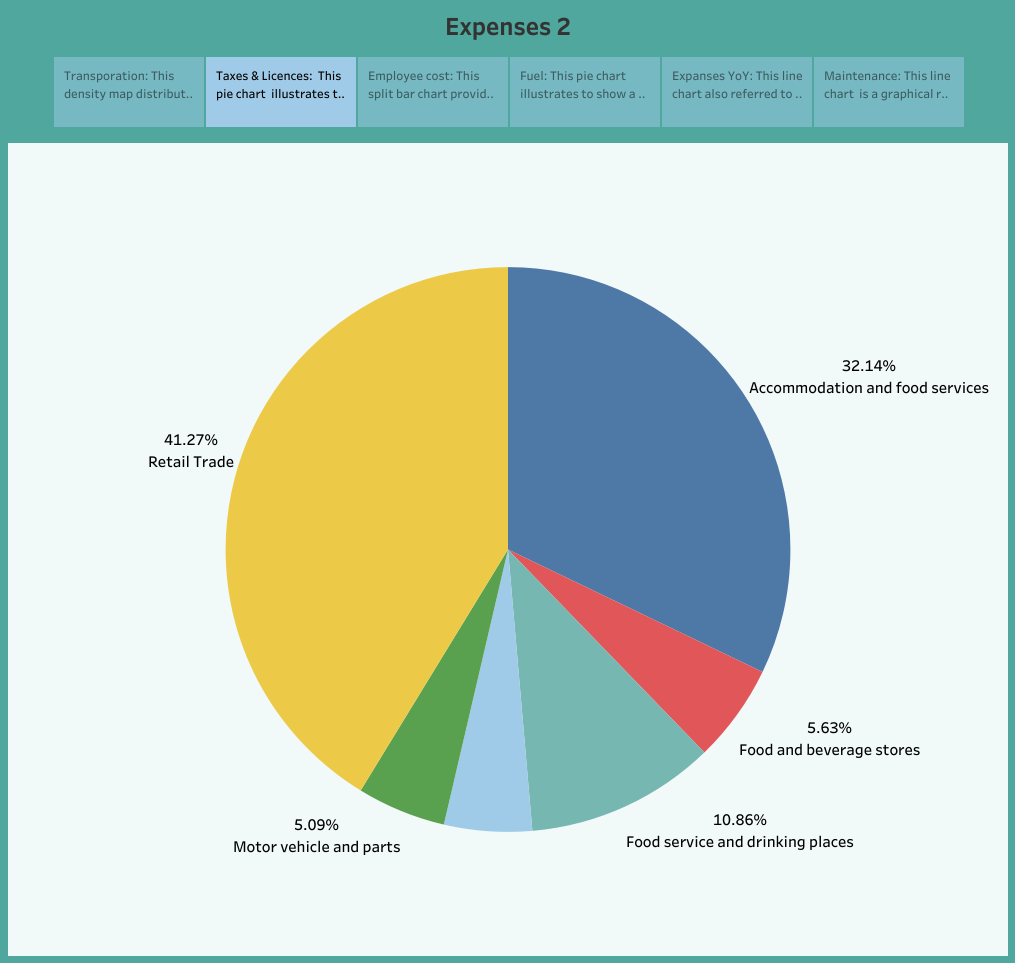 Expenses 2
Transporation: This
density map distribut..
Taxes & Licences:  This
pie chart  illustrates t..
Employee cost: This
split bar chart provid..
Fuel: This pie chart
illustrates to show a ..
Expanses YoY: This line
chart also referred to ..
Maintenance: This line
chart  is a graphical r..
32.14%
Accommodation and food services
41.27%
Retail Trade
5.63%
Food and beverage stores
10.86%
Food service and drinking places
5.09%
Motor vehicle and parts